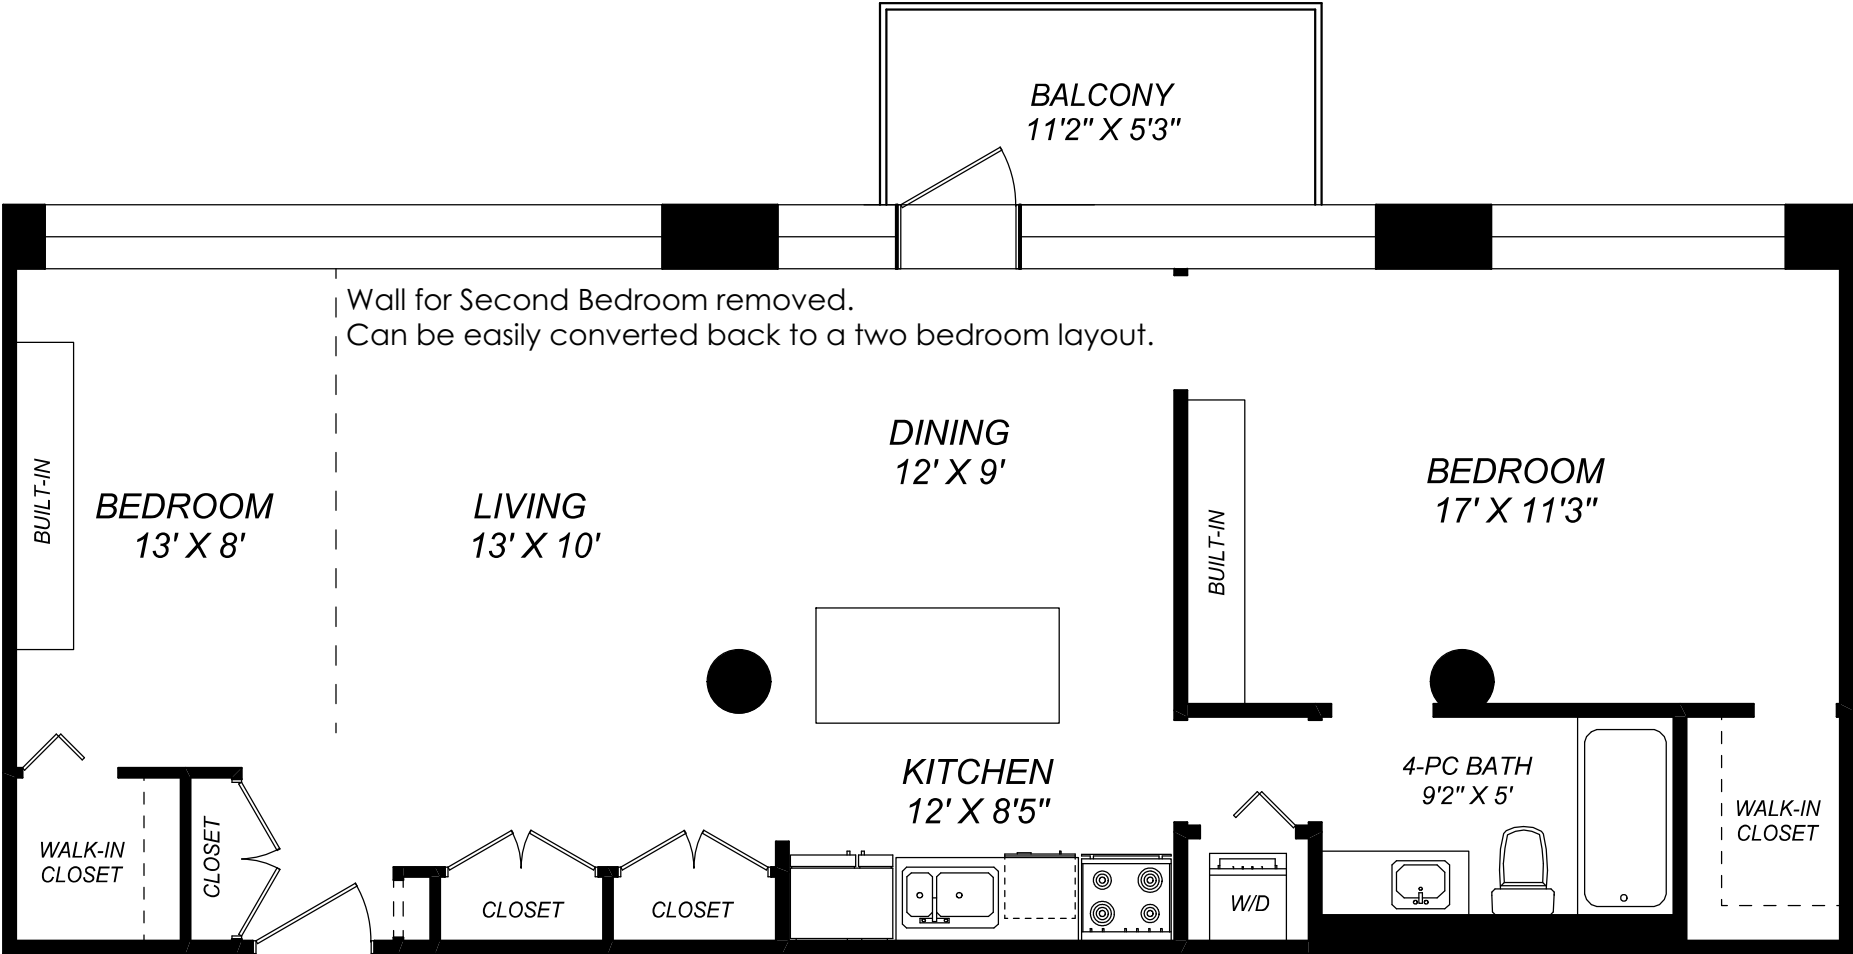 BALCONY
11'2" X 5'3"
Wall for Second Bedroom removed.
Can be easily converted back to a two bedroom layout.
BUILT-IN
BEDROOM
13' X 8'
LIVING
13' X 10'
DINING
12' X 9'
BUILT-IN
BEDROOM
17' X 11'3"
KITCHEN
12' X 8'5"
4-PC BATH
9'2" X 5'
WALK-IN
CLOSET
WALK-IN
CLOSET
CLOSET
CLOSET
CLOSET
W/D